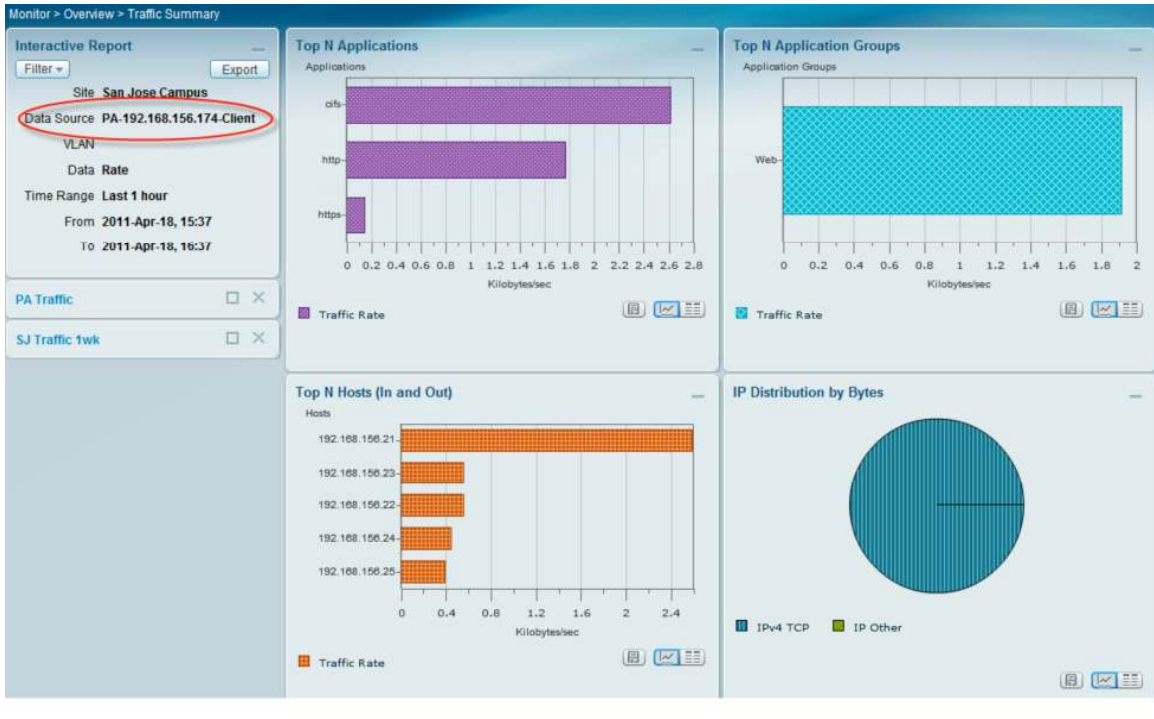 Monitor > Overview > Traffic Summary
Interactive Report
Filter
Export
Site San Jose Campus
Data Source PA-192.168.156.174-Client
VLAN
Data Rate
Time Range Last 1 hour
From 2011-Apr-18, 15:37
To 2011-Apr-18, 16:37
PA Traffic
SJ Traffic 1wk
Top N Applications
Applications
cifs
http
https
0 0.2 0.4 0.6 0.8 1 1.2 1.4 1.6 1.8 2 2.2 2.4 2.6 2.8
Kilobytes/sec
Traffic Rate
Top N Application Groups
Application Groups
Web
0 0.2 0.4 0.6 0.8 1 1.2 1.4 1.6 1.8 2
Kilobytes/sec
Traffic Rate
Top N Hosts (In and Out)
Hosts
192.168.156.21
192.168.156.23
192.168.156.22
192.168.156.24
192.168.156.25
0 0.4 0.8 1.2 1.6 2 2.4
Kilobytes/sec
Traffic Rate
IP Distribution by Bytes
IPv4 TCP
IP Other